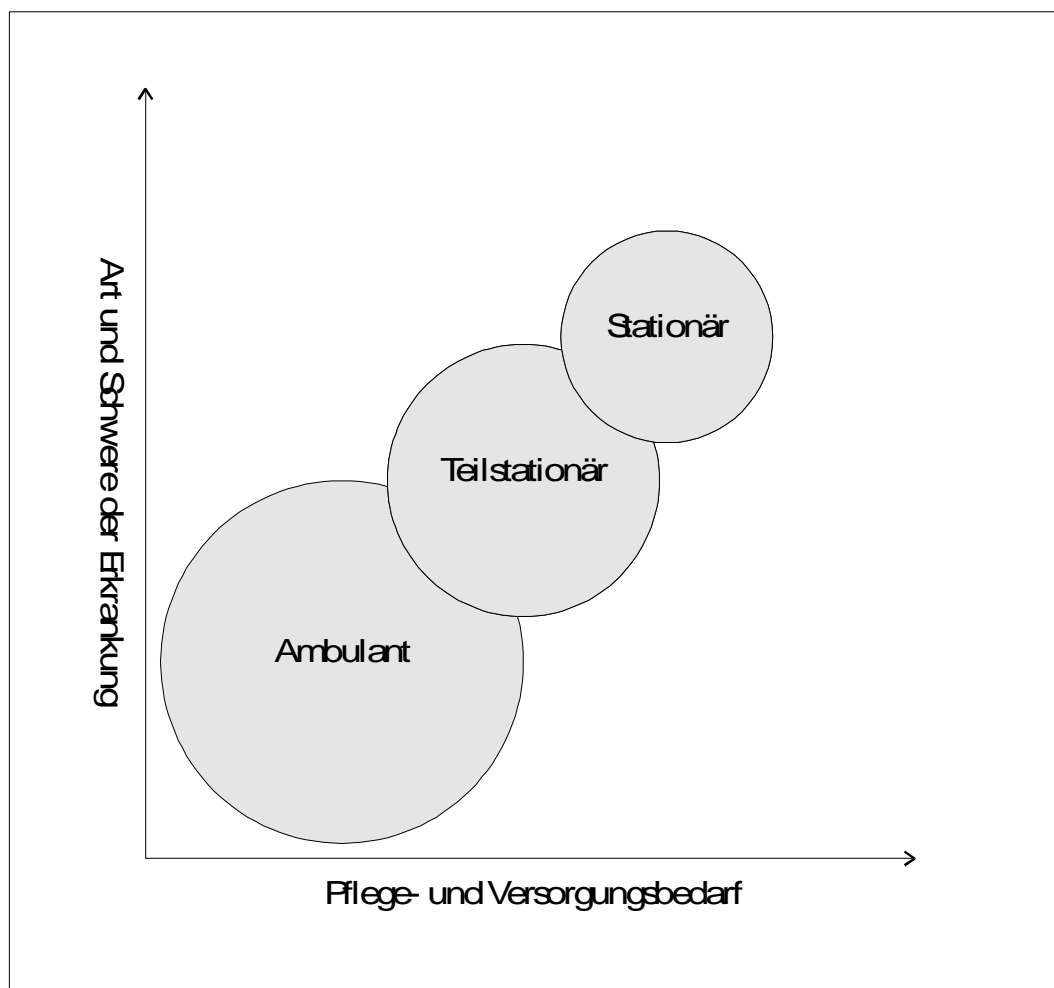 Stationär
Teilstationär
Ambulant
Art und Schwere der Erkrankung
Pflege- und Versorgungsbedarf